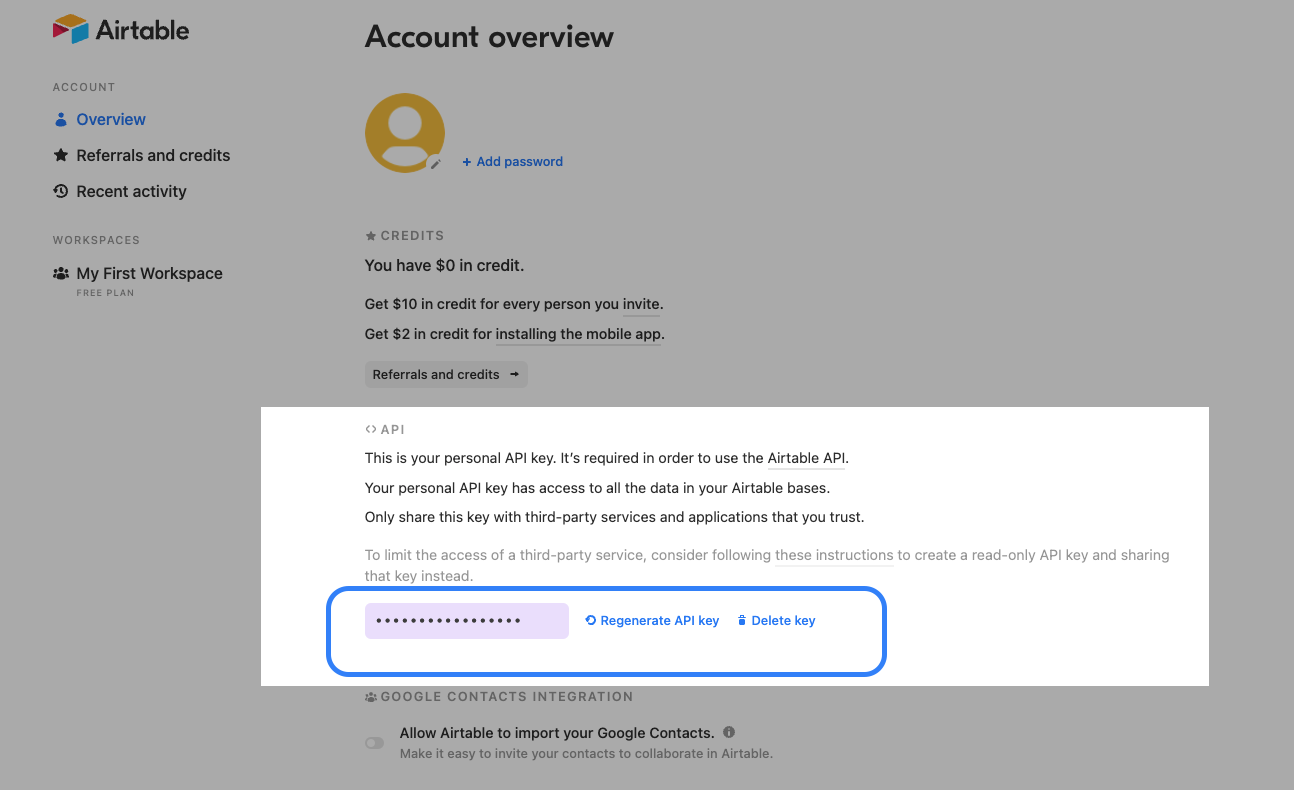 Airtable
Account overview
ACCOUNT
Overview
Referrals and credits
Recent activity
WORKSPACES
My First Workspace
FREE PLAN
+ Add password
CREDITS
You have $0 in credit.
Get $10 in credit for every person you invite.
Get $2 in credit for installing the mobile app.
Referrals and credits →
<> API
This is your personal API key. It’s required in order to use the Airtable API.
Your personal API key has access to all the data in your Airtable bases.
Only share this key with third-party services and applications that you trust.
To limit the access of a third-party service, consider following these instructions to create a read-only API key and sharing
that key instead.
••••••••••••••••• Regenerate API key Delete key
GOOGLE CONTACTS INTEGRATION
Allow Airtable to import your Google Contacts.
Make it easy to invite your contacts to collaborate in Airtable.